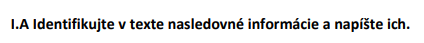 I.A Identifikujte v texte nasledovné informácie a napíšte ich.